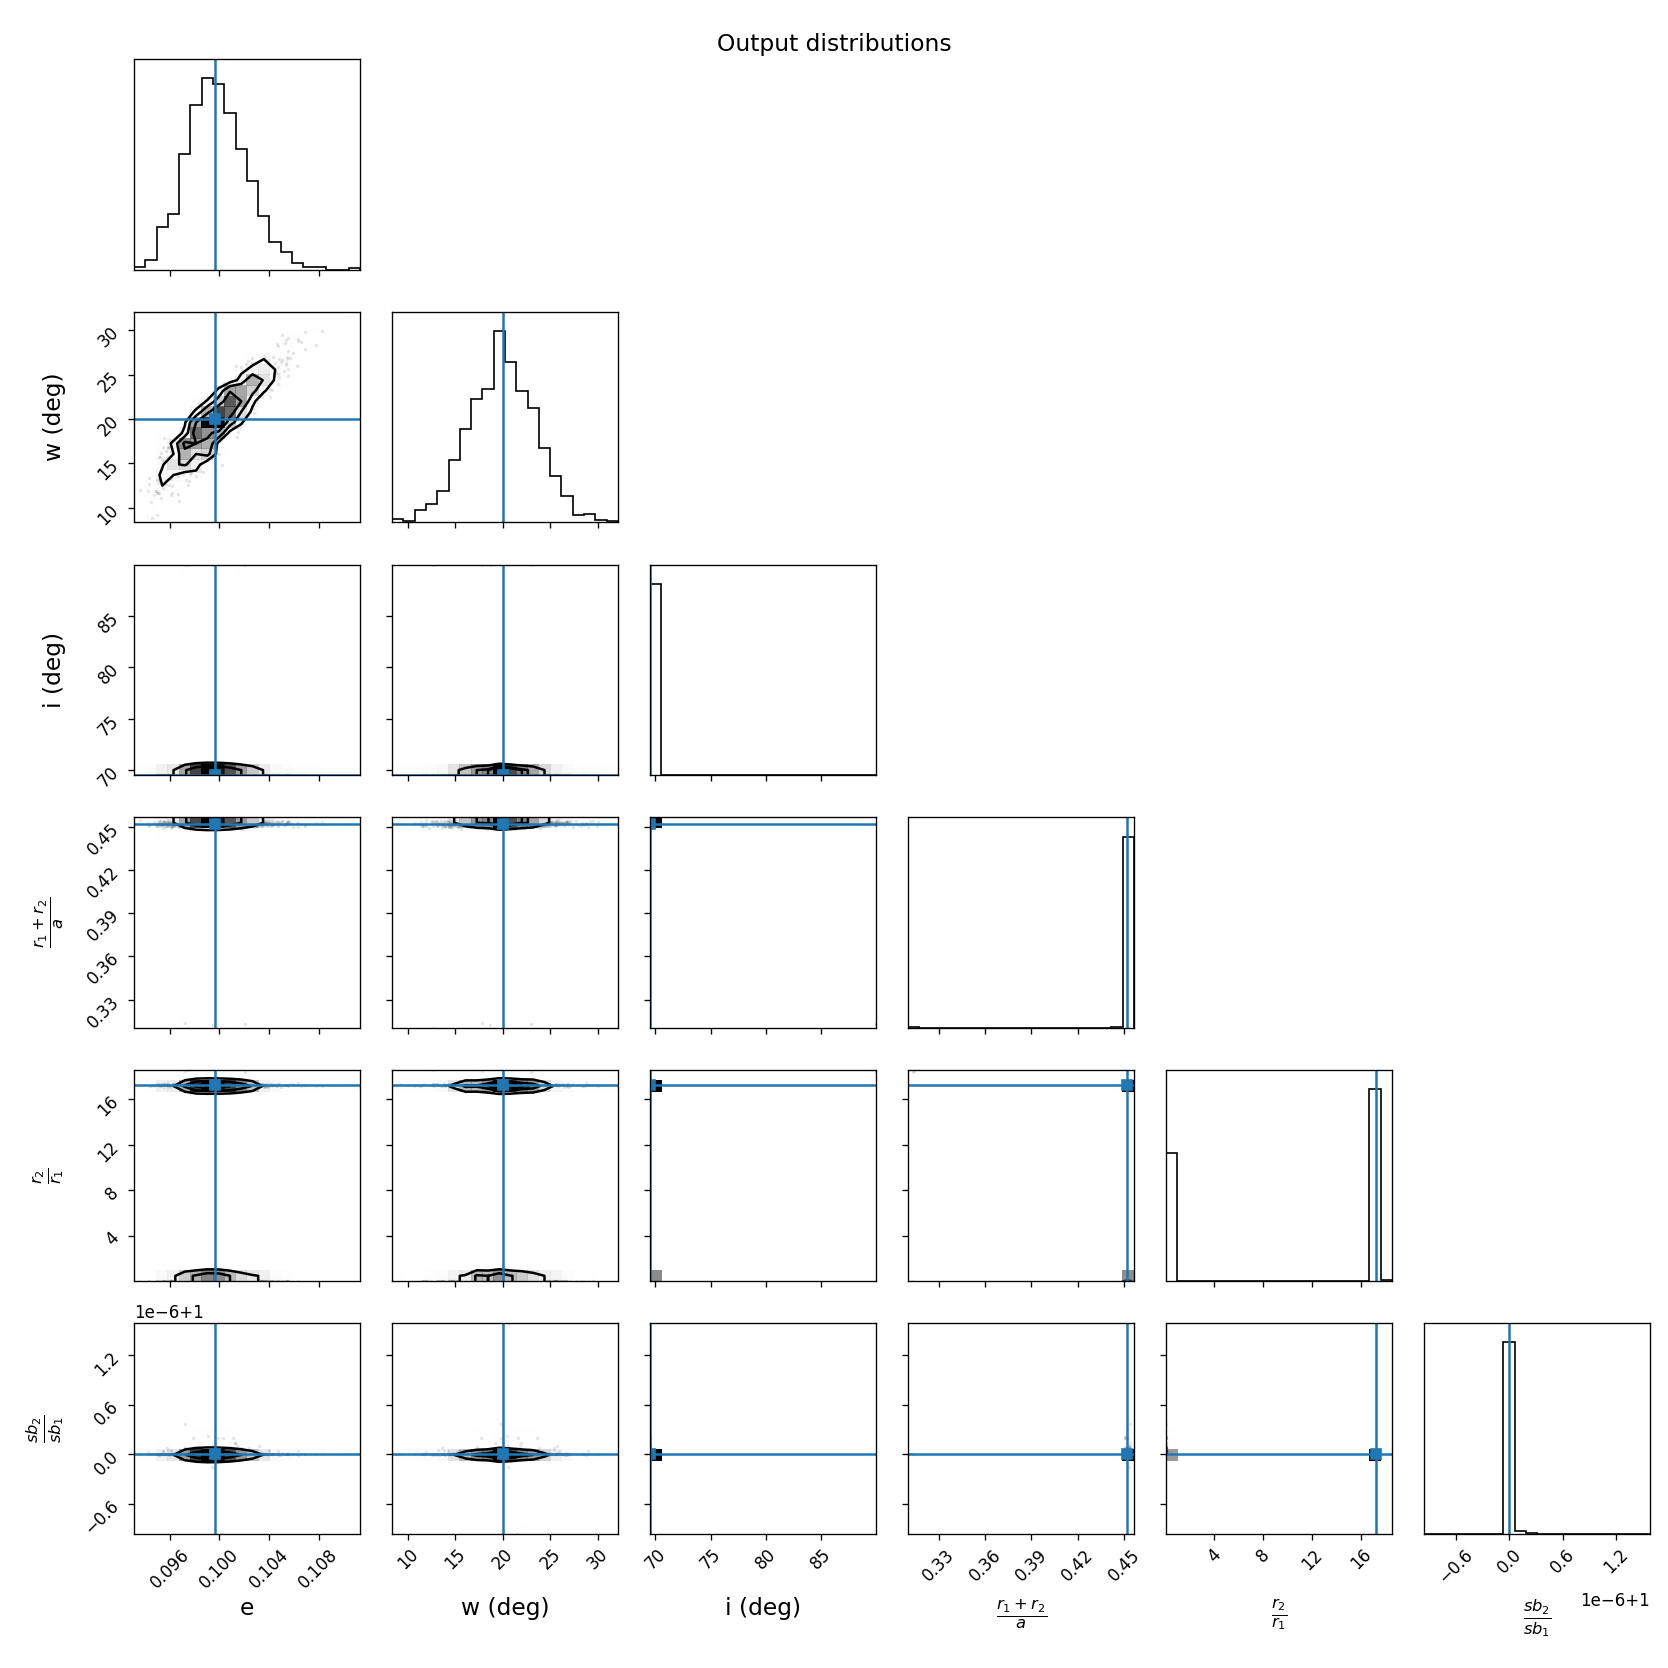 Output distributions
w (deg)
30
25
20
15
10
i (deg)
85
80
75
70
r₁ + r₂
a
0.45
0.42
0.39
0.36
0.33
r₂
r₁
16
12
8
4
1e−6+1
sb₂
sb₁
1.2
0.6
0.0
−0.6
0.096 0.100 0.104 0.108
10 15 20 25 30
70 75 80 85
0.33 0.36 0.39 0.42 0.45
4 8 12 16
−0.6 0.0 0.6 1.2
1e−6+1
e
w (deg)
i (deg)
r₁ + r₂
a
r₂
r₁
sb₂
sb₁